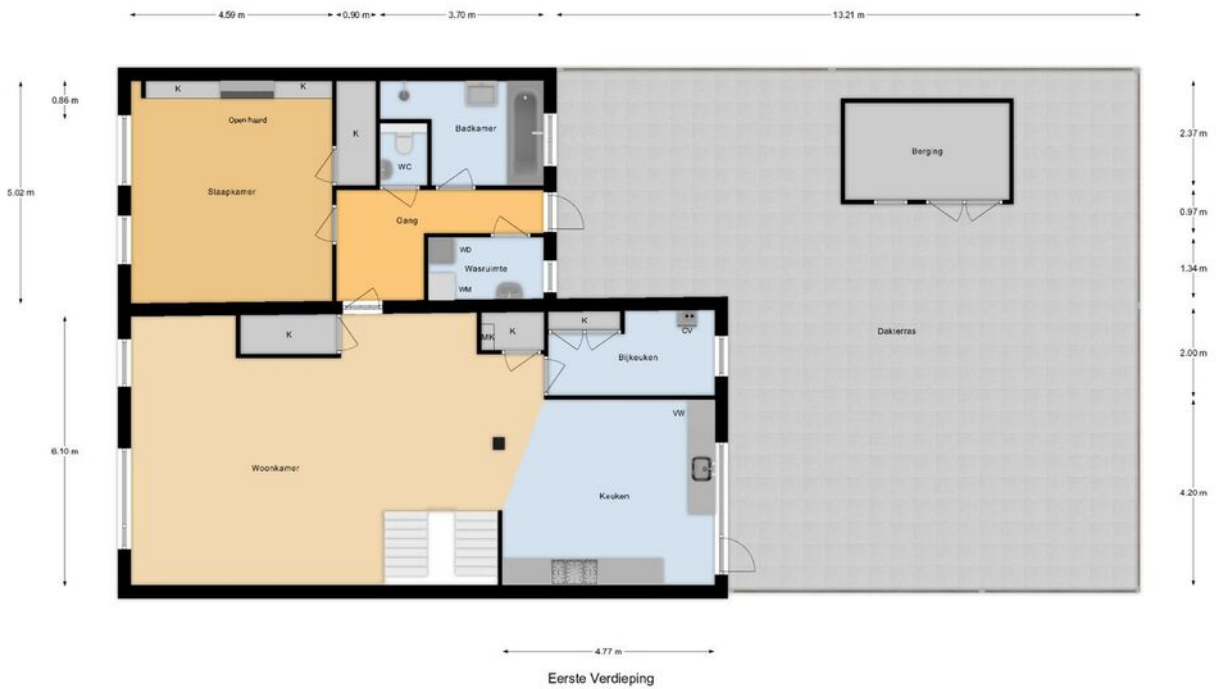 4.59 m
0.90 m
3.70 m
13.21 m
0.86 m
5.02 m
6.10 m
2.37 m
0.97 m
1.34 m
2.00 m
4.20 m
K
K
Open haard
Slaapkamer
K
WC
Badkamer
Gang
WD
Wasruimte
WM
Berging
Dakterras
K
MK
K
K
CV
Bijkeuken
VW
Woonkamer
Keuken
4.77 m
Eerste Verdieping